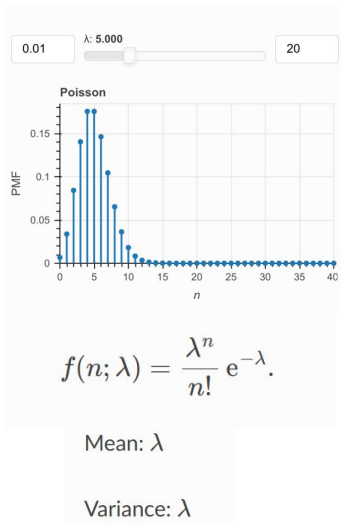 λ: 5.000
0.01
20
Poisson
0.15
0.1
0.05
0
PMF
0 5 10 15 20 25 30 35 40
n
f(n; λ) = λⁿ/n! e^−λ.
Mean: λ
Variance: λ